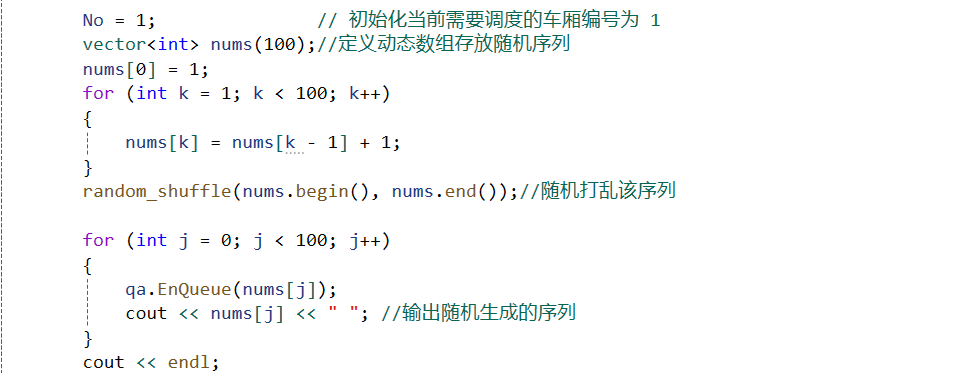 No = 1;               // 初始化当前需要调度的车厢编号为 1
vector<int> nums(100);//定义动态数组存放随机序列
nums[0] = 1;
for (int k = 1; k < 100; k++)
{
    nums[k] = nums[k - 1] + 1;
}
random_shuffle(nums.begin(), nums.end());//随机打乱该序列
for (int j = 0; j < 100; j++)
{
    qa.EnQueue(nums[j]);
    cout << nums[j] << " "; //输出随机生成的序列
}
cout << endl;